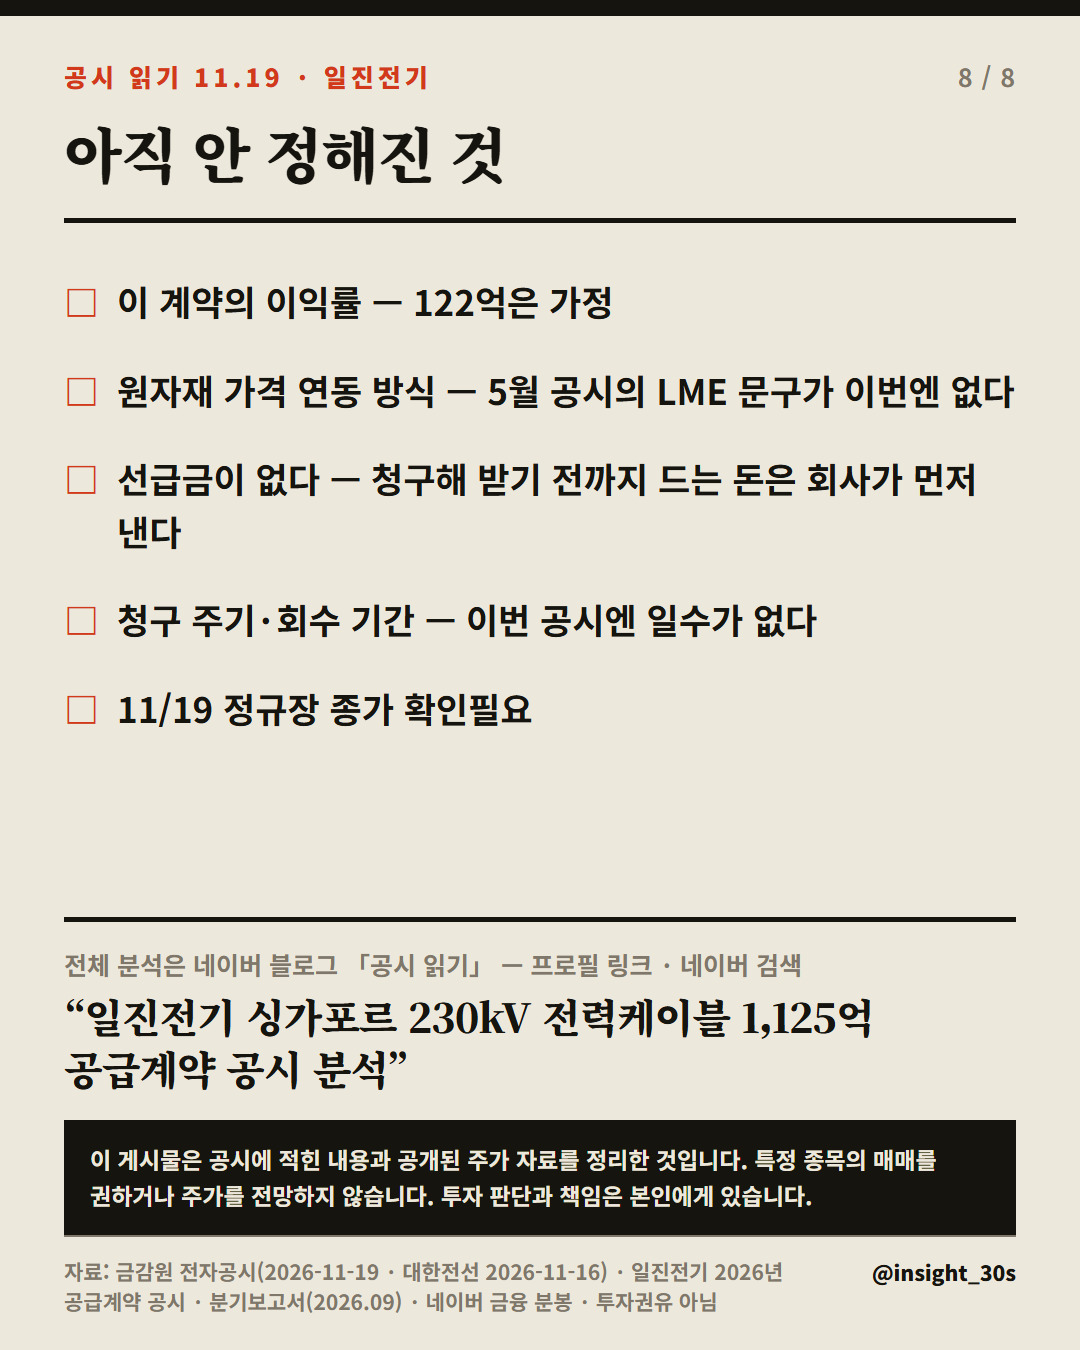 공시 읽기 11.19 · 일진전기
8 / 8
아직 안 정해진 것
□ 이 계약의 이익률 — 122억은 가정
□ 원자재 가격 연동 방식 — 5월 공시의 LME 문구가 이번엔 없다
□ 선급금이 없다 — 청구해 받기 전까지 드는 돈은 회사가 먼저
낸다
□ 청구 주기·회수 기간 — 이번 공시엔 일수가 없다
□ 11/19 정규장 종가 확인필요
전체 분석은 네이버 블로그 「공시 읽기」 — 프로필 링크 · 네이버 검색
“일진전기 싱가포르 230kV 전력케이블 1,125억
공급계약 공시 분석”
이 게시물은 공시에 적힌 내용과 공개된 주가 자료를 정리한 것입니다. 특정 종목의 매매를
권하거나 주가를 전망하지 않습니다. 투자 판단과 책임은 본인에게 있습니다.
자료: 금감원 전자공시(2026-11-19 · 대한전선 2026-11-16) · 일진전기 2026년
공급계약 공시 · 분기보고서(2026.09) · 네이버 금융 분봉 · 투자권유 아님
@insight_30s